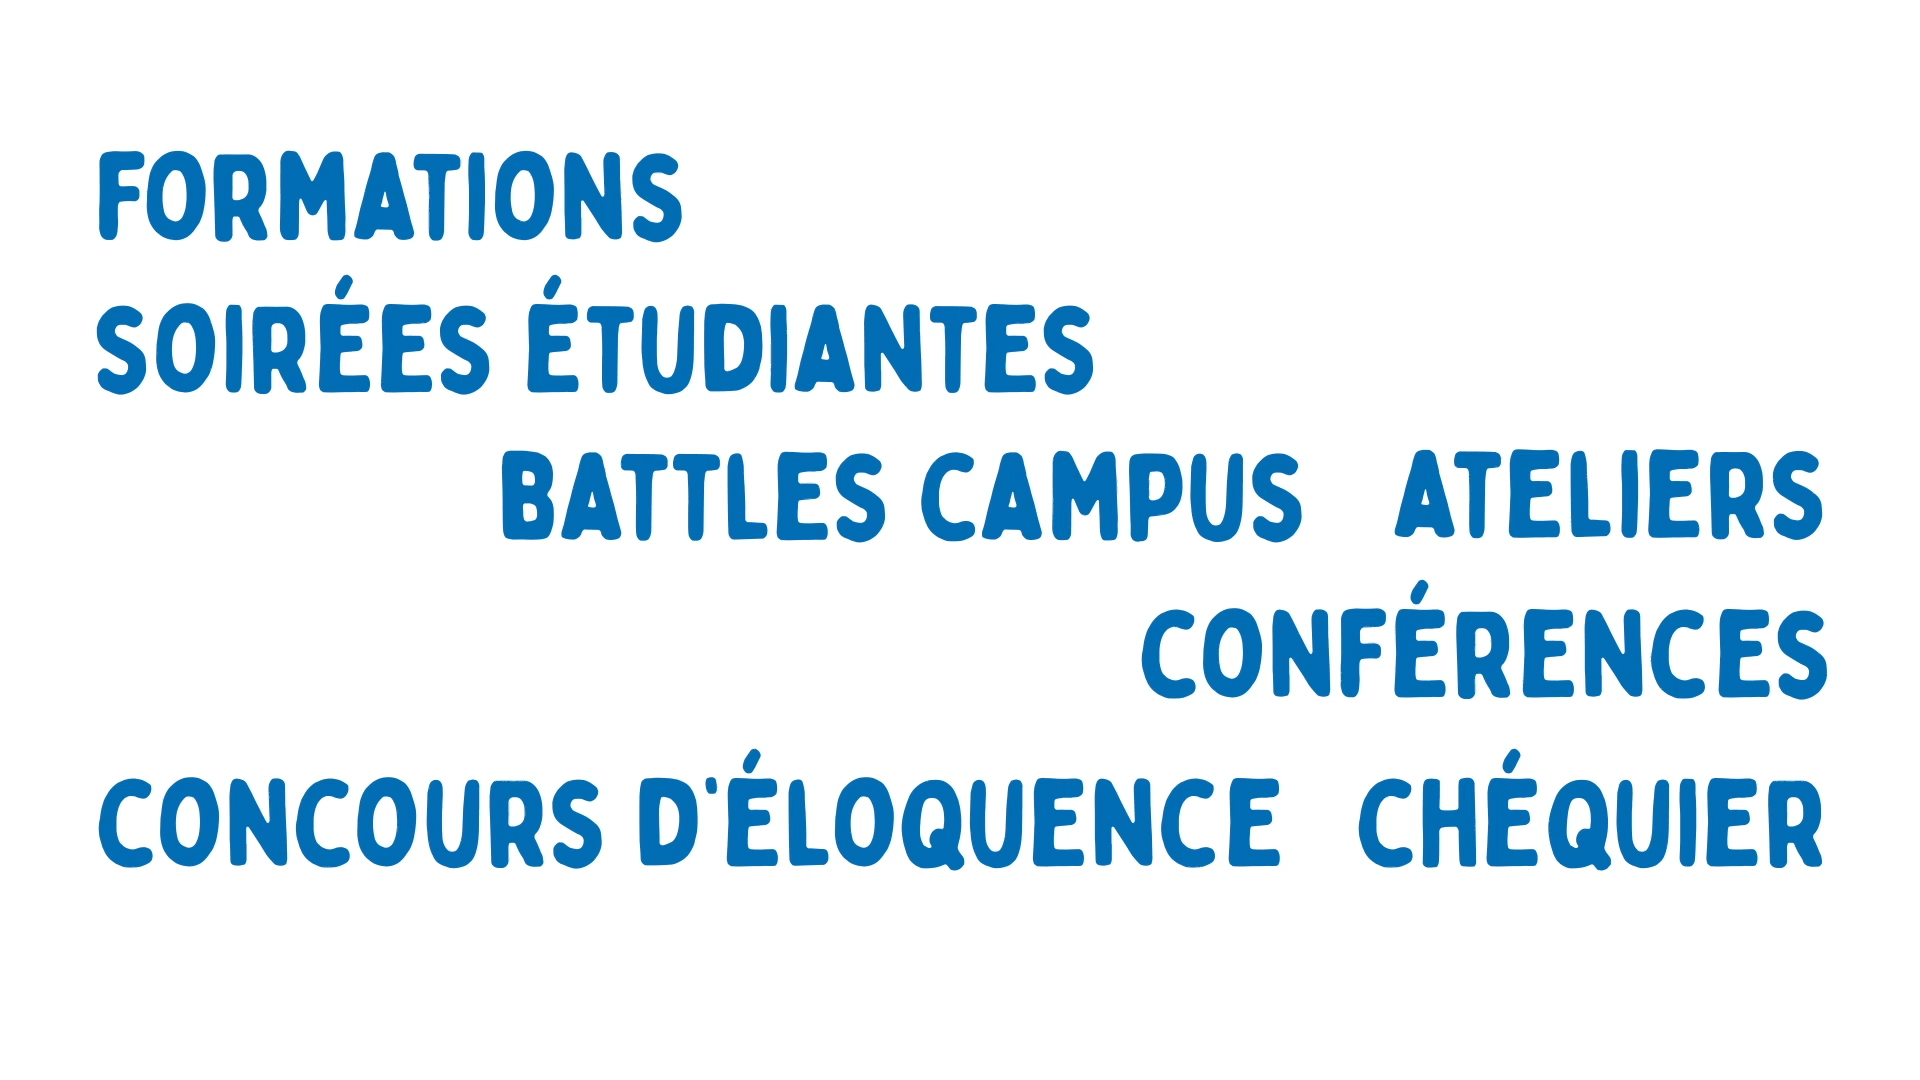 FORMATIONS
SOIRÉES ÉTUDIANTES
BATTLES CAMPUS ATELIERS
CONFÉRENCES
CONCOURS D'ÉLOQUENCE CHÉQUIER